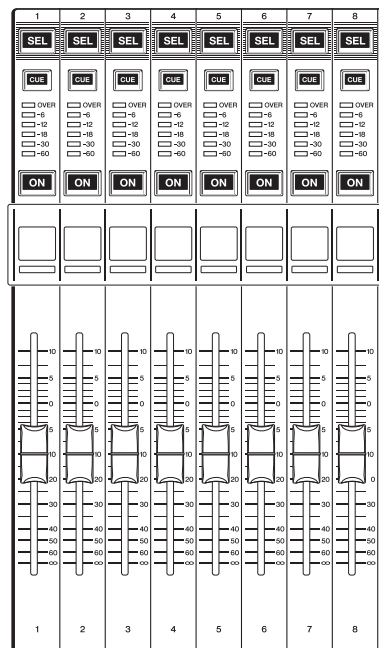 1 2 3 4 5 6 7 8
SEL SEL SEL SEL SEL SEL SEL SEL
CUE CUE CUE CUE CUE CUE CUE CUE
OVER OVER OVER OVER OVER OVER OVER OVER
-6 -6 -6 -6 -6 -6 -6 -6
-12 -12 -12 -12 -12 -12 -12 -12
-18 -18 -18 -18 -18 -18 -18 -18
-30 -30 -30 -30 -30 -30 -30 -30
-60 -60 -60 -60 -60 -60 -60 -60
ON ON ON ON ON ON ON ON
10 10 10 10 10 10 10 10
5 5 5 5 5 5 5 5
0 0 0 0 0 0 0 0
5 5 5 5 5 5 5 5
10 10 10 10 10 10 10 10
20 20 20 20 20 20 20 0
30 30 30 30 30 30 30 30
40 40 40 40 40 40 40 40
50 50 50 50 50 50 50 50
60 60 60 60 60 60 60 60
∞ ∞ ∞ ∞ ∞ ∞ ∞ ∞
1 2 3 4 5 6 7 8